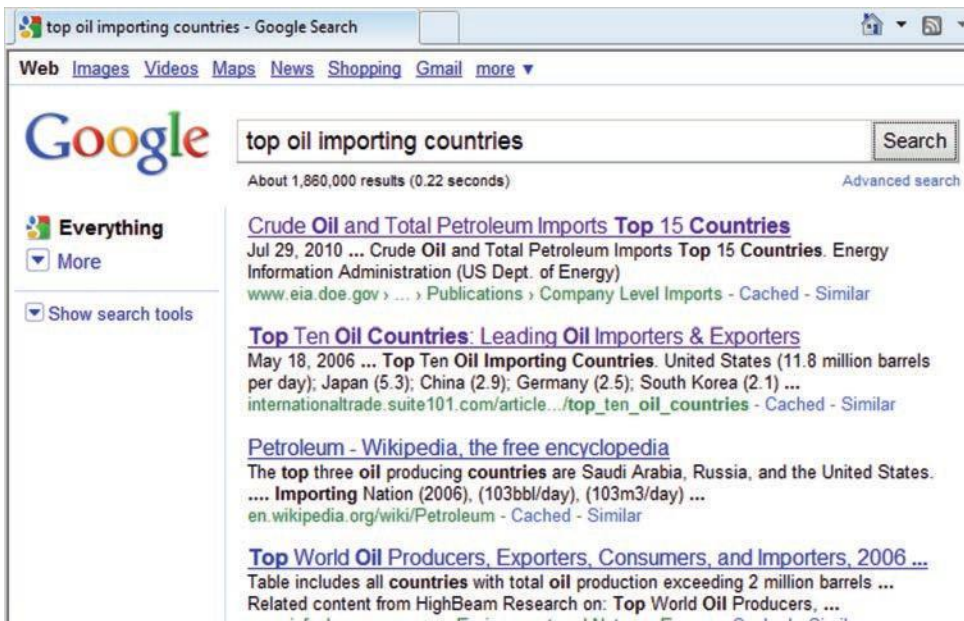 top oil importing countries - Google Search
Web Images Videos Maps News Shopping Gmail more ▼
Google
top oil importing countries
Search
About 1,860,000 results (0.22 seconds)
Advanced search
Everything
More
Show search tools
Crude Oil and Total Petroleum Imports Top 15 Countries
Jul 29, 2010 ... Crude Oil and Total Petroleum Imports Top 15 Countries. Energy
Information Administration (US Dept. of Energy)
www.eia.doe.gov › ... › Publications › Company Level Imports - Cached - Similar
Top Ten Oil Countries: Leading Oil Importers & Exporters
May 18, 2006 ... Top Ten Oil Importing Countries. United States (11.8 million barrels
per day); Japan (5.3); China (2.9); Germany (2.5); South Korea (2.1) ...
internationaltrade.suite101.com/article.../top_ten_oil_countries - Cached - Similar
Petroleum - Wikipedia, the free encyclopedia
The top three oil producing countries are Saudi Arabia, Russia, and the United States.
.... Importing Nation (2006), (103bbl/day), (103m3/day) ...
en.wikipedia.org/wiki/Petroleum - Cached - Similar
Top World Oil Producers, Exporters, Consumers, and Importers, 2006 ...
Table includes all countries with total oil production exceeding 2 million barrels ...
Related content from HighBeam Research on: Top World Oil Producers, ...